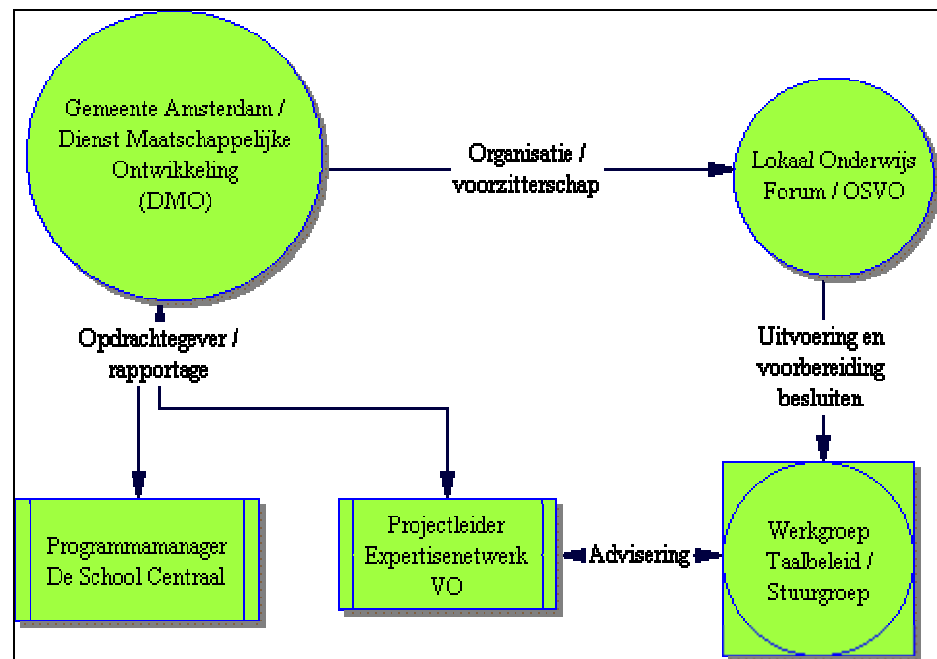 Gemeente Amsterdam /
Dienst Maatschappelijke
Ontwikkeling
(DMO)
Organisatie /
voorzitterschap
Lokaal Onderwijs
Forum / OSVO
Opdrachtegever /
rapportage
Uitvoering en
voorbereiding
besluiten
Programmamanager
De School Centraal
Projectleider
Expertisenetwerk
VO
Advisering
Werkgroep
Taalbeleid /
Stuurgroep